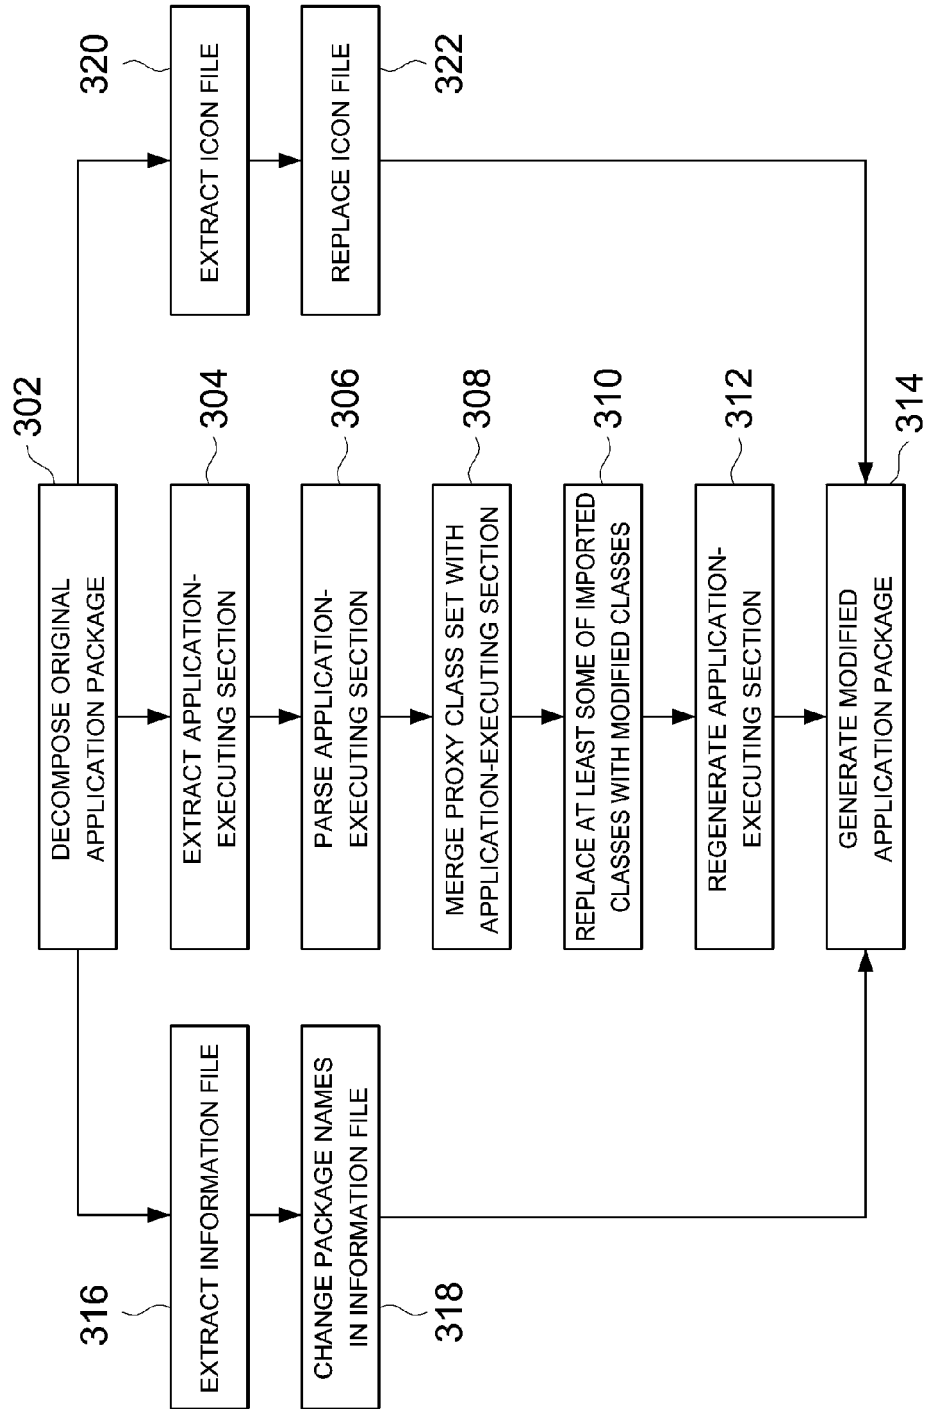 302
DECOMPOSE ORIGINAL
APPLICATION PACKAGE
304
EXTRACT APPLICATION-
EXECUTING SECTION
306
PARSE APPLICATION-
EXECUTING SECTION
308
MERGE PROXY CLASS SET WITH
APPLICATION-EXECUTING SECTION
310
REPLACE AT LEAST SOME OF IMPORTED
CLASSES WITH MODIFIED CLASSES
312
REGENERATE APPLICATION-
EXECUTING SECTION
314
GENERATE MODIFIED
APPLICATION PACKAGE
316
EXTRACT INFORMATION FILE
318
CHANGE PACKAGE NAMES
IN INFORMATION FILE
320
EXTRACT ICON FILE
322
REPLACE ICON FILE